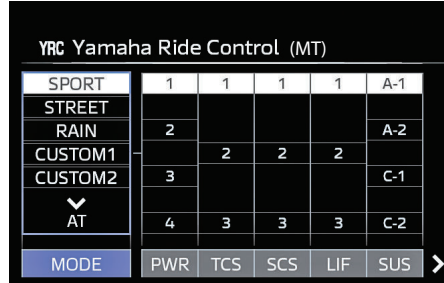 YRC Yamaha Ride Control (MT)
SPORT 1 1 1 1 A-1
STREET
RAIN 2 A-2
CUSTOM1 2 2 2
CUSTOM2 3 C-1
AT 4 3 3 3 C-2
MODE PWR TCS SCS LIF SUS